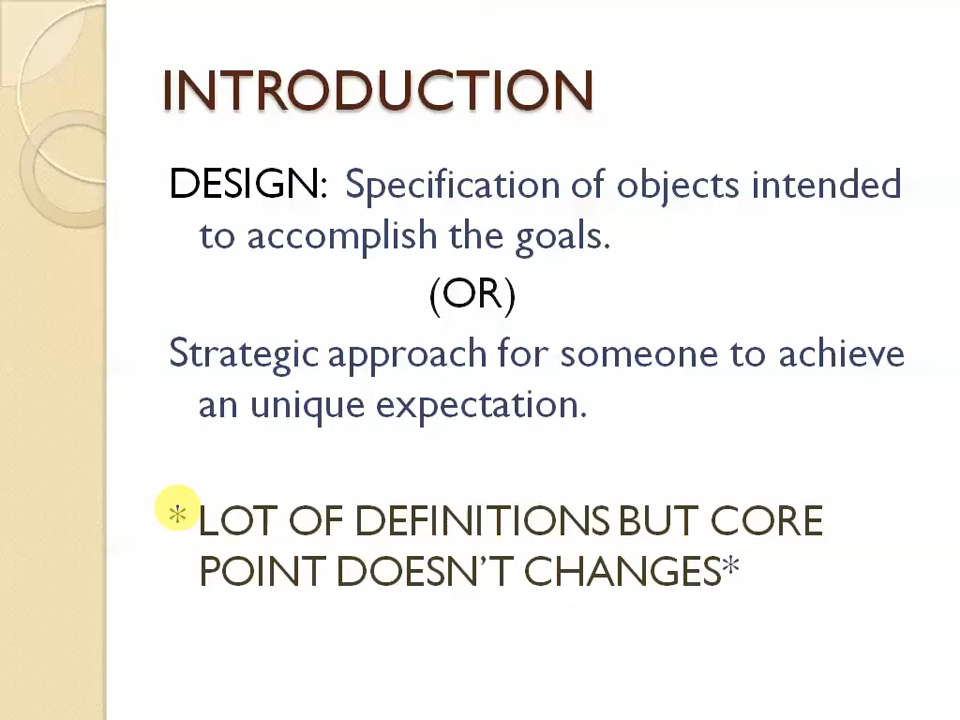 INTRODUCTION
DESIGN: Specification of objects intended
to accomplish the goals.
(OR)
Strategic approach for someone to achieve
an unique expectation.
* LOT OF DEFINITIONS BUT CORE
POINT DOESN’T CHANGES*